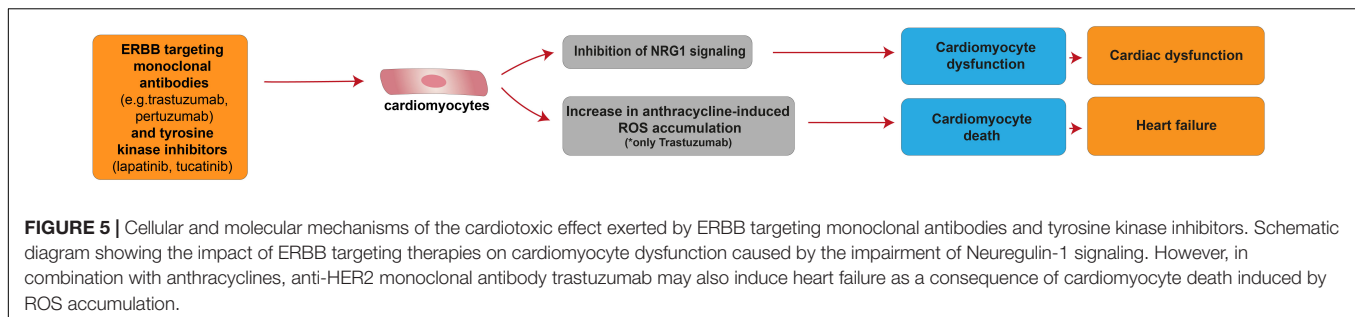 ERBB targeting
monoclonal
antibodies
(e.g.trastuzumab,
pertuzumab)
and tyrosine
kinase inhibitors
(lapatinib, tucatinib)
cardiomyocytes
Inhibition of NRG1 signaling
Cardiomyocyte
dysfunction
Cardiac dysfunction
Increase in anthracycline-induced
ROS accumulation
(*only Trastuzumab)
Cardiomyocyte
death
Heart failure
FIGURE 5 | Cellular and molecular mechanisms of the cardiotoxic effect exerted by ERBB targeting monoclonal antibodies and tyrosine kinase inhibitors. Schematic
diagram showing the impact of ERBB targeting therapies on cardiomyocyte dysfunction caused by the impairment of Neuregulin-1 signaling. However, in
combination with anthracyclines, anti-HER2 monoclonal antibody trastuzumab may also induce heart failure as a consequence of cardiomyocyte death induced by
ROS accumulation.